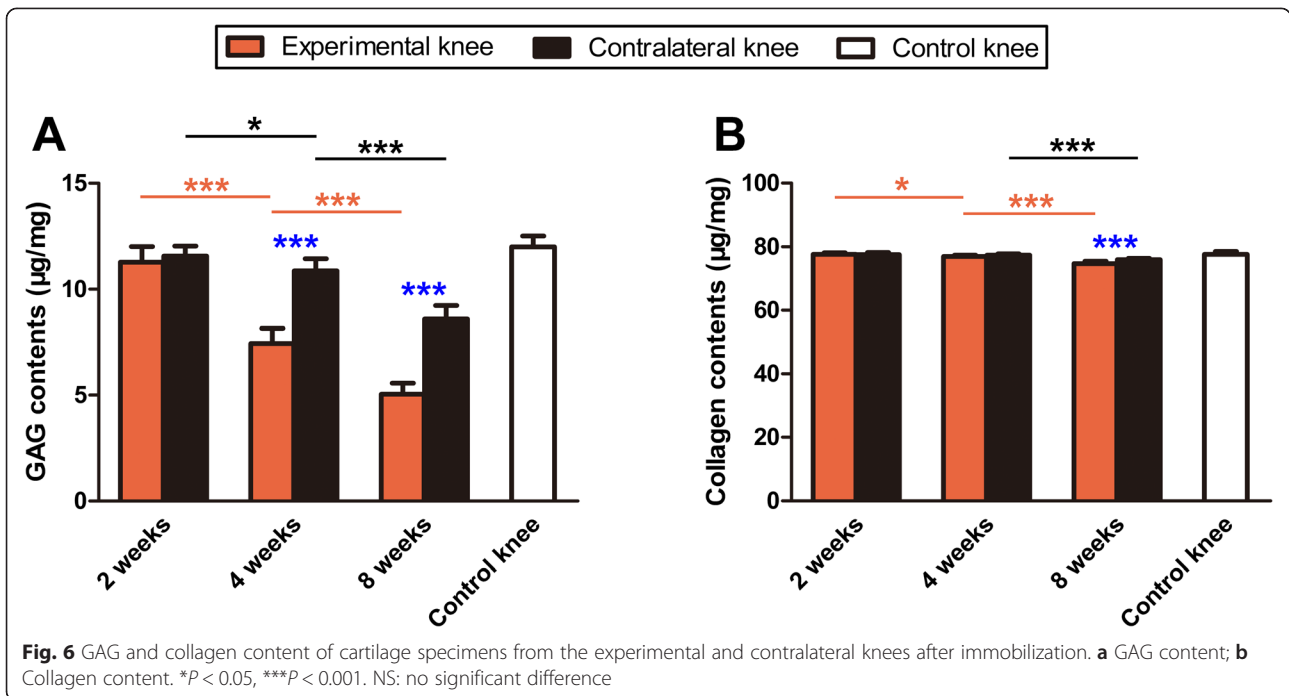 Experimental knee Contralateral knee Control knee
A
* ***
*** ***
*** ***
GAG contents (µg/mg)
15
10
5
0
2 weeks
4 weeks
8 weeks
Control knee
B
***
* ***
***
Collagen contents (µg/mg)
100
80
60
40
20
0
2 weeks
4 weeks
8 weeks
Control knee
Fig. 6 GAG and collagen content of cartilage specimens from the experimental and contralateral knees after immobilization. a GAG content; b
Collagen content. *P < 0.05, ***P < 0.001. NS: no significant difference